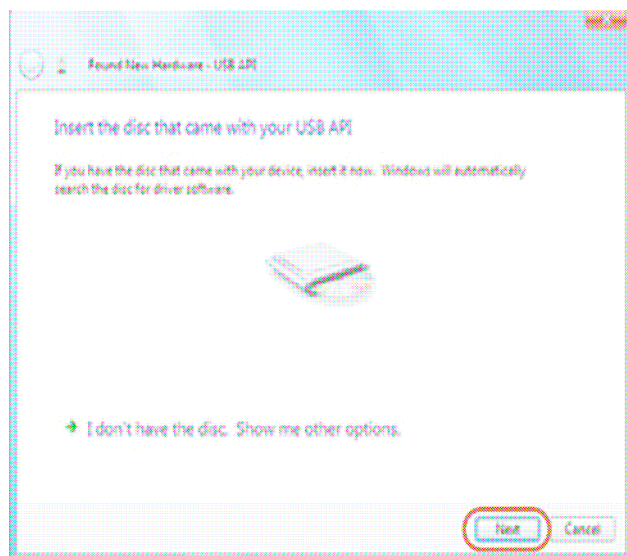 Found New Hardware - USB API
Insert the disc that came with your USB API
If you have the disc that came with your device, insert it now.  Windows will automatically
search the disc for driver software.
I don't have the disc.  Show me other options.
Next
Cancel